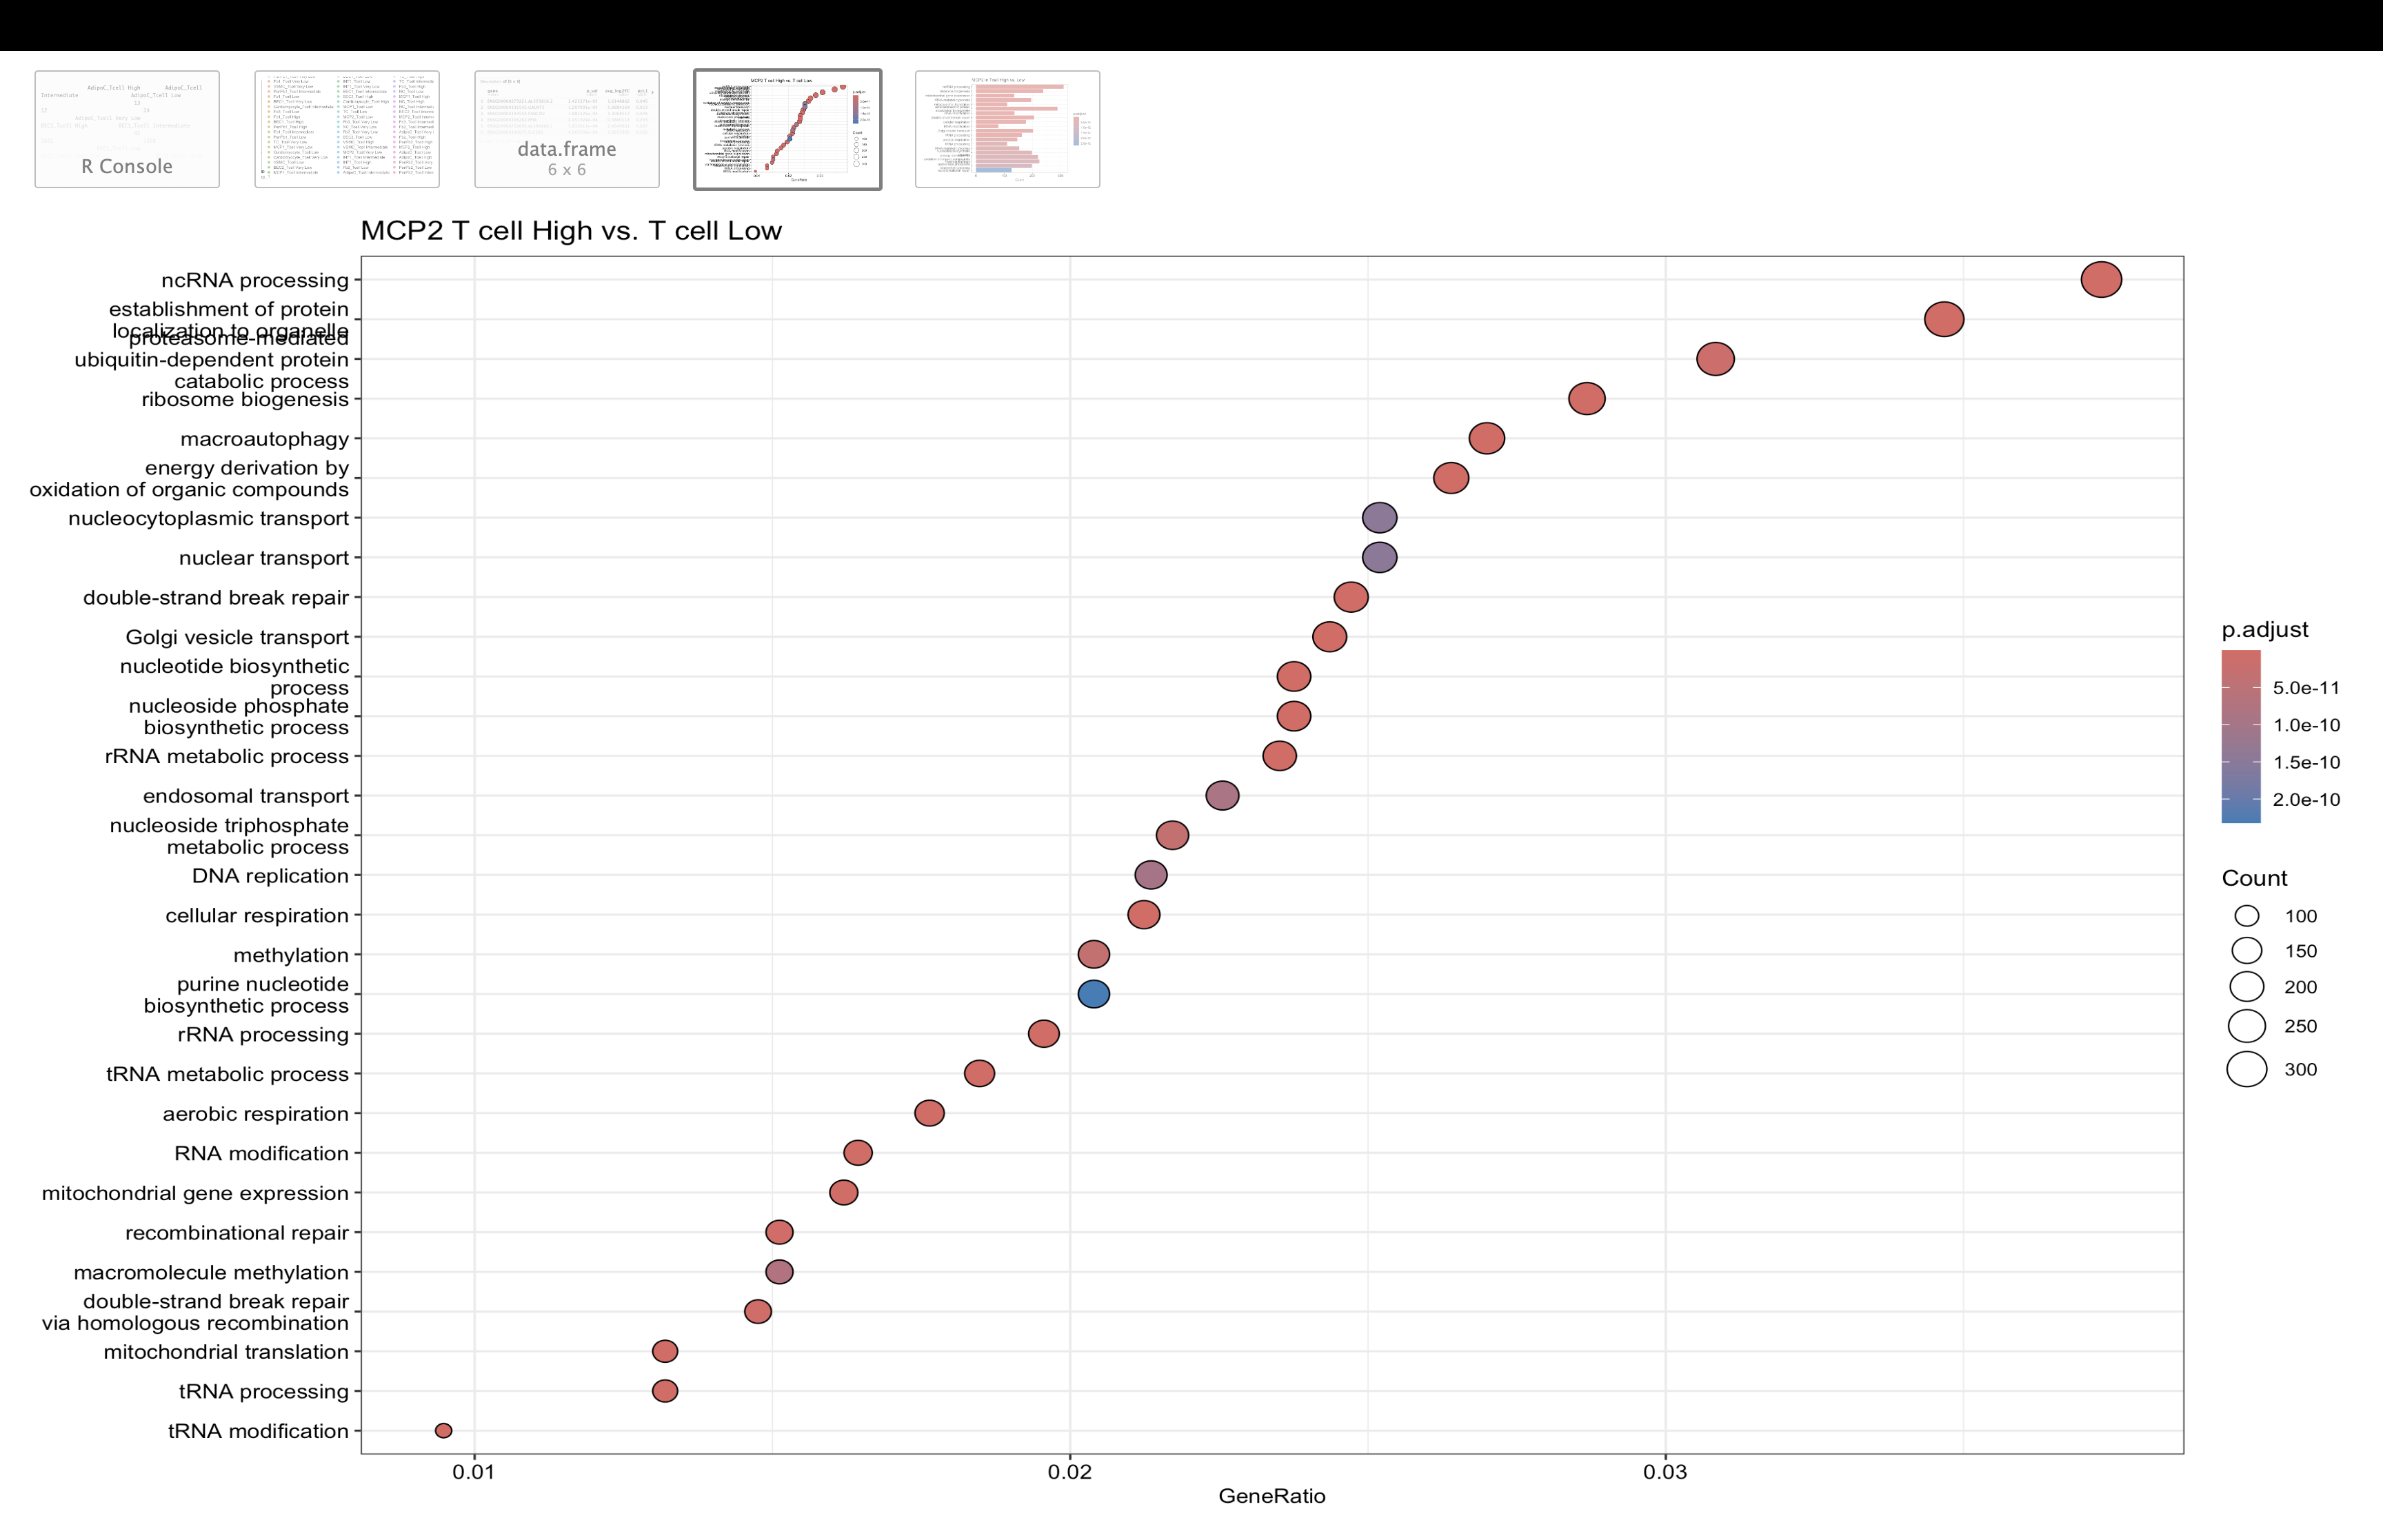 R Console
data.frame
6 x 6
MCP2 T cell High vs. T cell Low
ncRNA processing
establishment of protein
localization to organelle
proteasome-mediated
ubiquitin-dependent protein
catabolic process
ribosome biogenesis
macroautophagy
energy derivation by
oxidation of organic compounds
nucleocytoplasmic transport
nuclear transport
double-strand break repair
Golgi vesicle transport
nucleotide biosynthetic
process
nucleoside phosphate
biosynthetic process
rRNA metabolic process
endosomal transport
nucleoside triphosphate
metabolic process
DNA replication
cellular respiration
methylation
purine nucleotide
biosynthetic process
rRNA processing
tRNA metabolic process
aerobic respiration
RNA modification
mitochondrial gene expression
recombinational repair
macromolecule methylation
double-strand break repair
via homologous recombination
mitochondrial translation
tRNA processing
tRNA modification
0.01
0.02
0.03
GeneRatio
p.adjust
5.0e-11
1.0e-10
1.5e-10
2.0e-10
Count
100
150
200
250
300